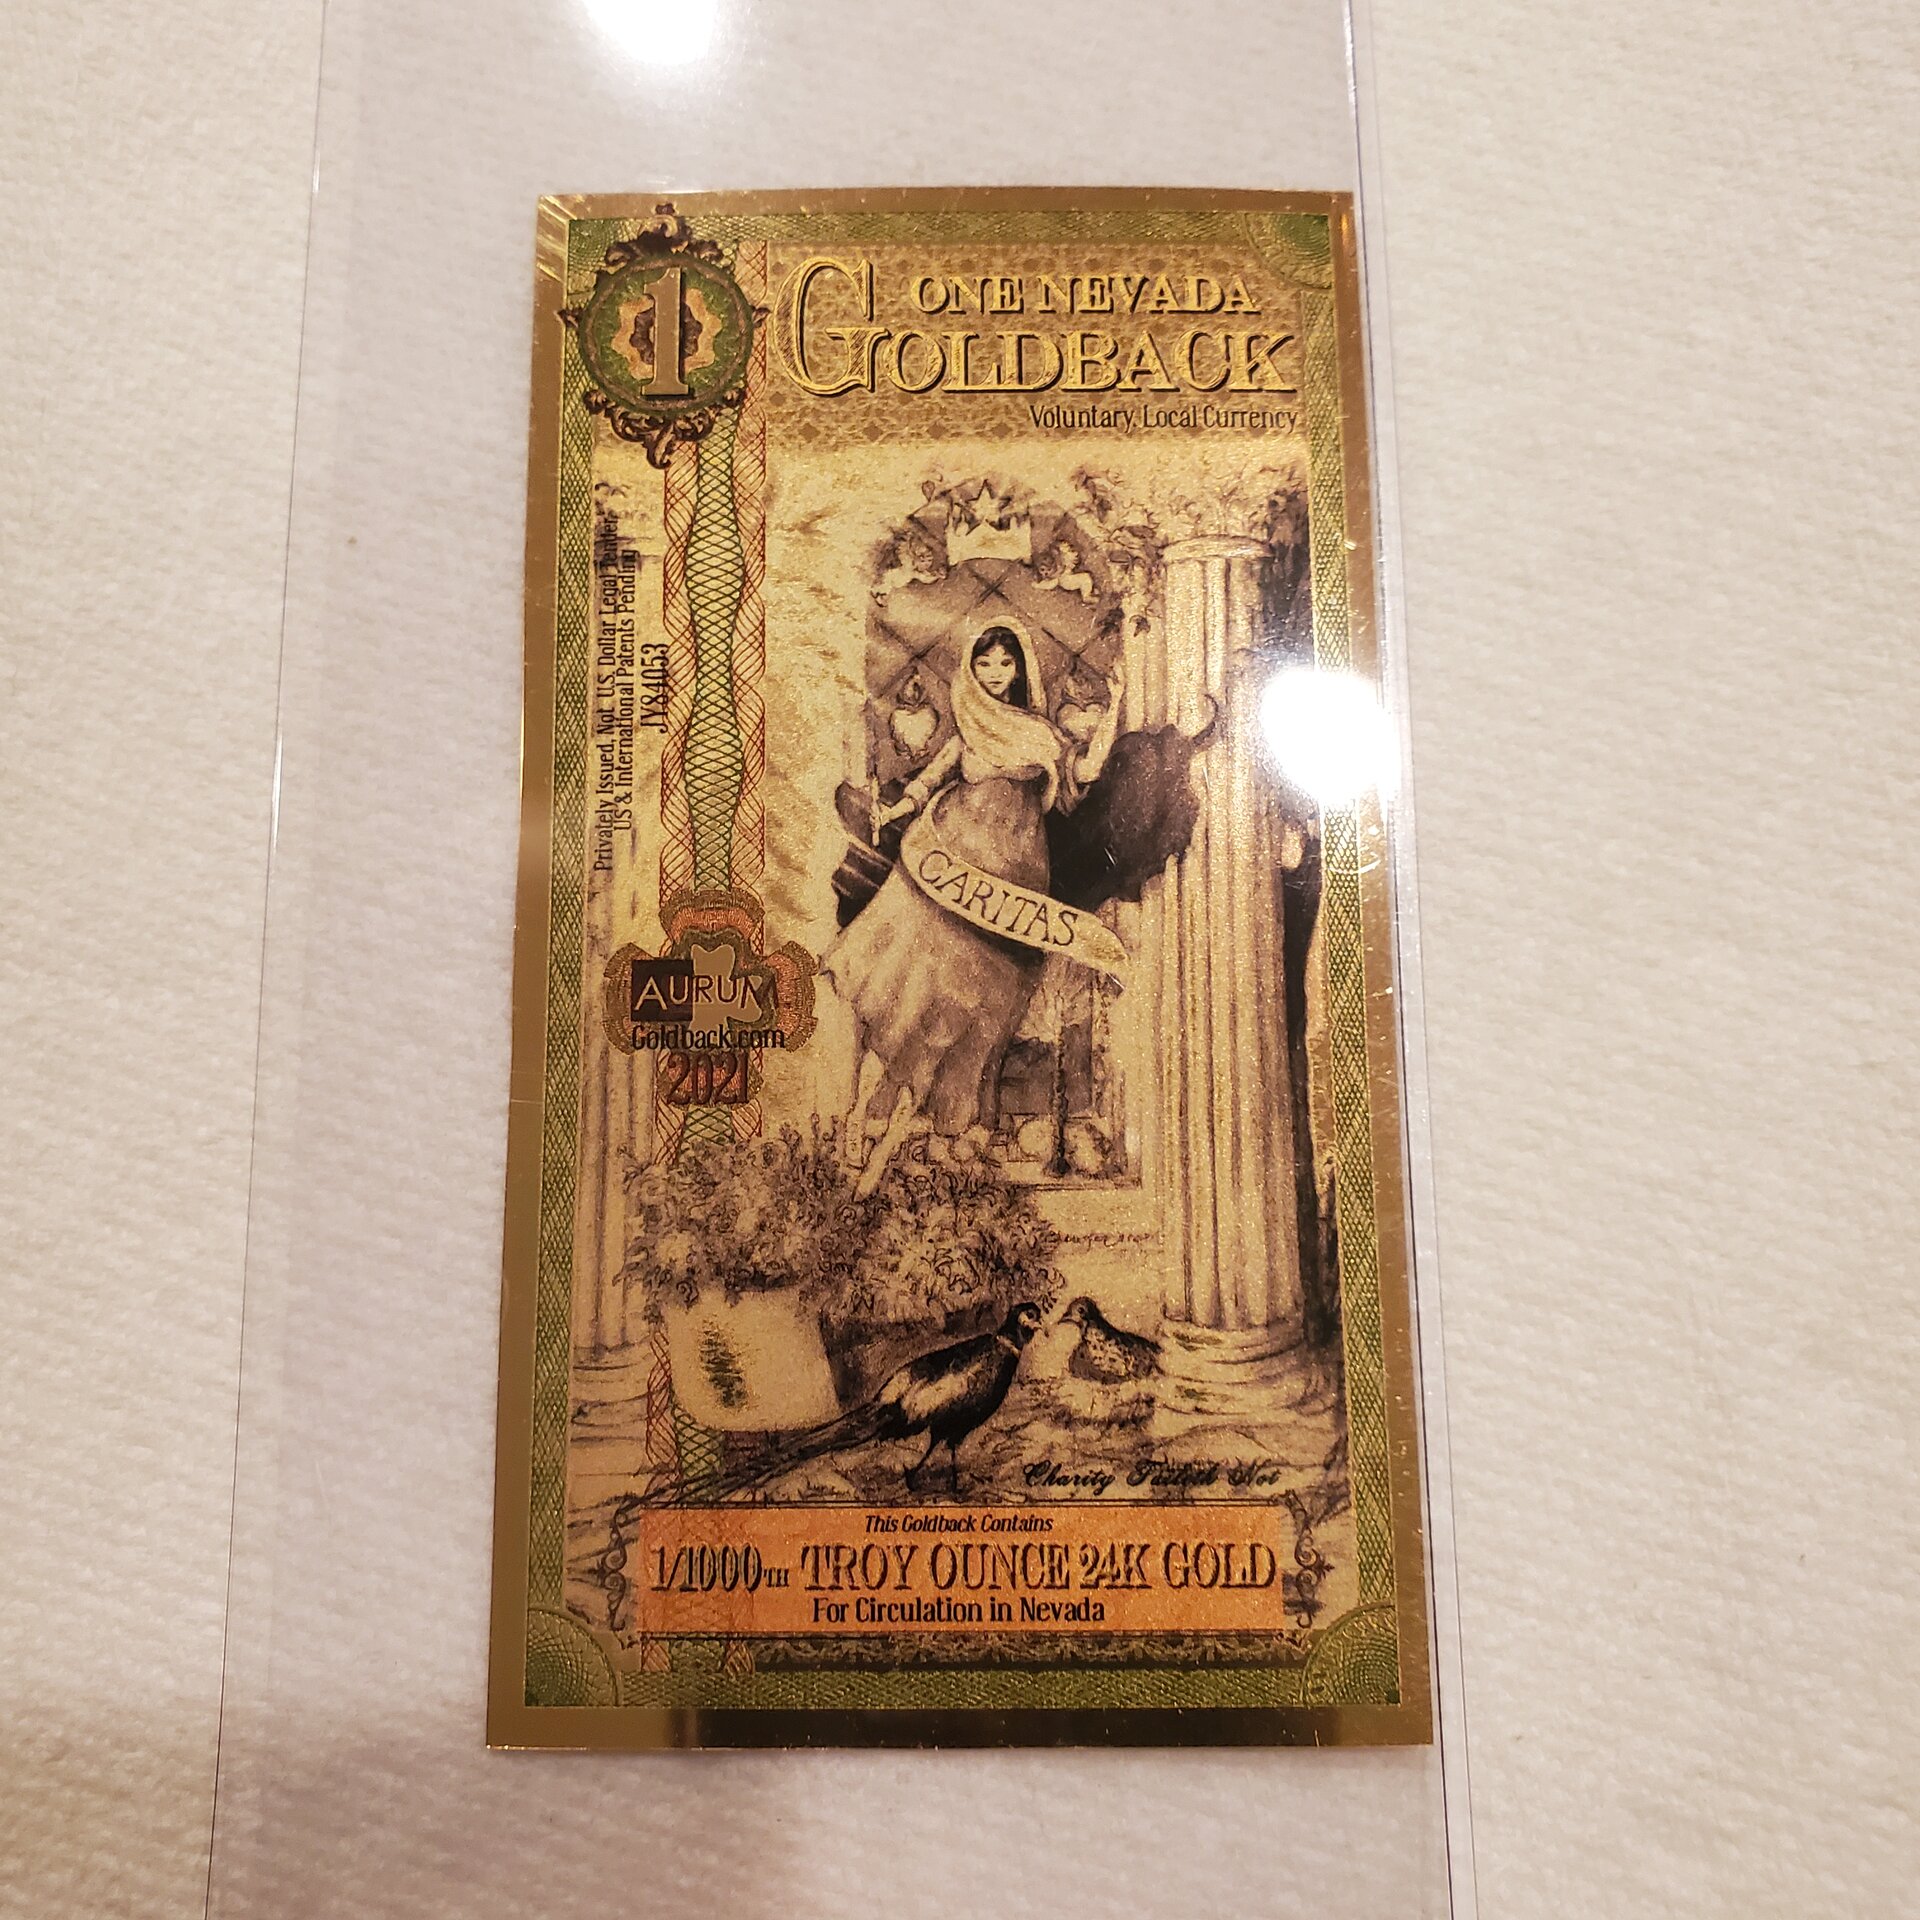 1
ONE NEVADA
GOLDBACK
Voluntary, Local Currency
Privately Issued, Not U.S. Dollar Legal Tender
US & International Patents Pending
JY84053
CARITAS
AURUM
Goldback.com
2021
Charity Faileth Not
This Goldback Contains
1/1000TH TROY OUNCE 24K GOLD
For Circulation in Nevada